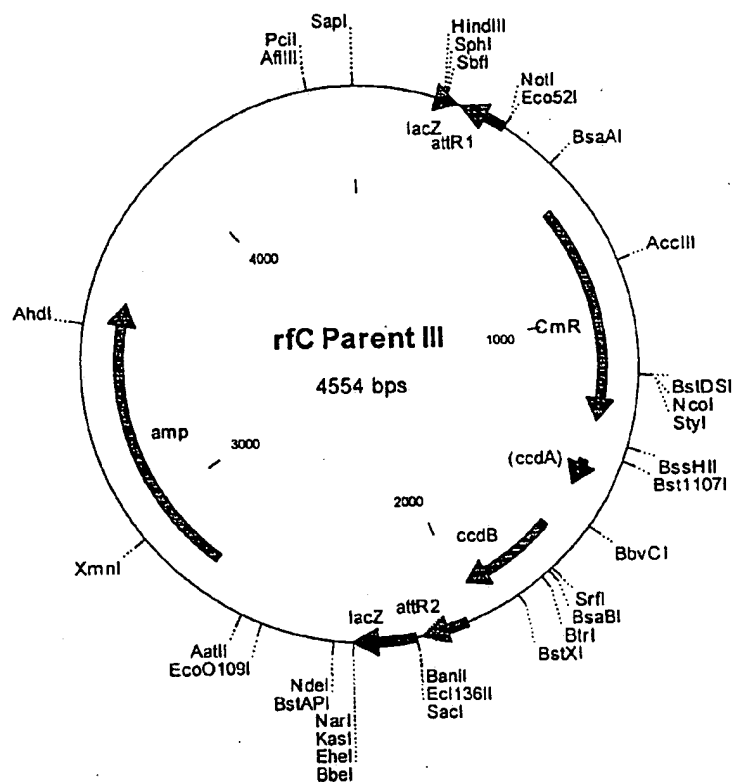 SapI
PciI
AflIII
HindIII
SphI
SbfI
lacZ
attR1
NotI
Eco52I
BsaAI
AccIII
4000
AhdI
rfC Parent III
4554 bps
1000
CmR
BstDSI
NcoI
StyI
amp
3000
(ccdA)
BssHII
Bst1107I
2000
ccdB
BbvCI
XmnI
SrfI
BsaBI
BtrI
BstXI
lacZ
attR2
AatII
EcoO109I
NdeI
BstAPI
NarI
KasI
EheI
BbeI
BanII
Ecl136II
SacI